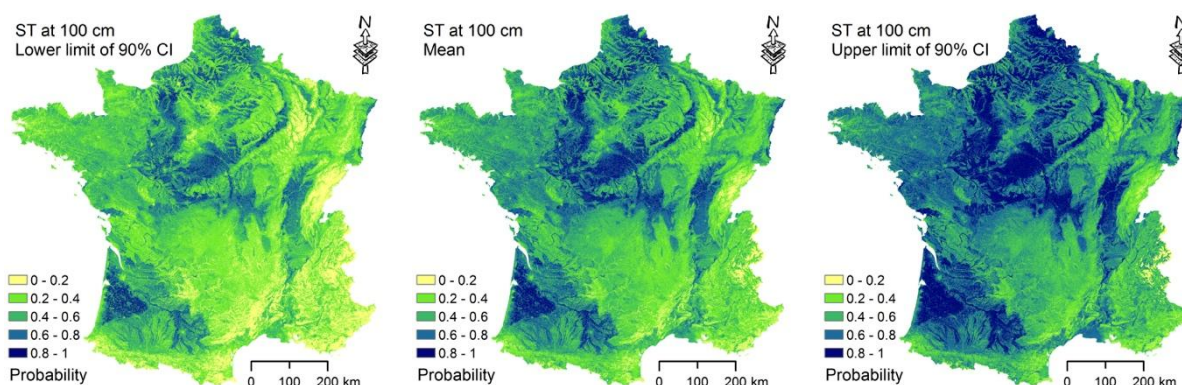 ST at 100 cm
Lower limit of 90% CI
N
0 - 0.2
0.2 - 0.4
0.4 - 0.6
0.6 - 0.8
0.8 - 1
Probability
0 100 200 km
ST at 100 cm
Mean
N
0 - 0.2
0.2 - 0.4
0.4 - 0.6
0.6 - 0.8
0.8 - 1
Probability
0 100 200 km
ST at 100 cm
Upper limit of 90% CI
N
0 - 0.2
0.2 - 0.4
0.4 - 0.6
0.6 - 0.8
0.8 - 1
Probability
0 100 200 km